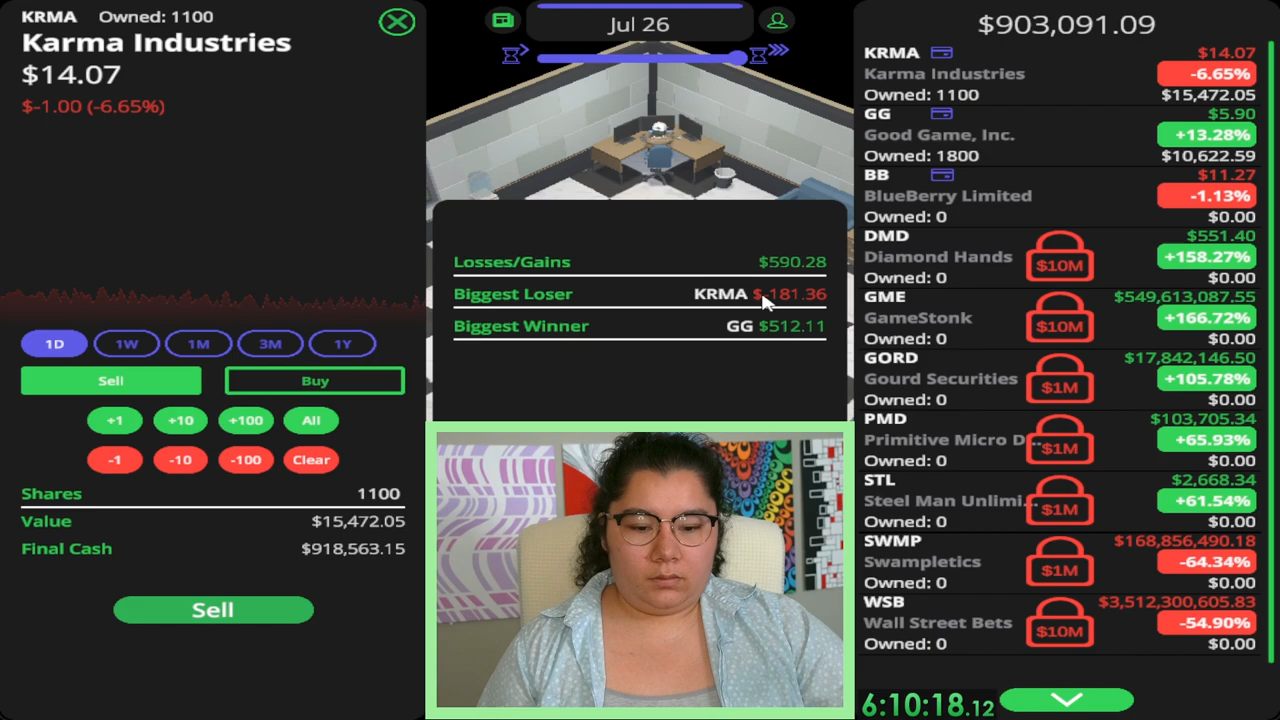 KRMA Owned: 1100
Karma Industries
$14.07
$-1.00 (-6.65%)
1D 1W 1M 3M 1Y
Sell Buy
+1 +10 +100 All
-1 -10 -100 Clear
Shares 1100
Value $15,472.05
Final Cash $918,563.15
Sell
Jul 26
Losses/Gains $590.28
Biggest Loser KRMA $-181.36
Biggest Winner GG $512.11
$903,091.09
KRMA $14.07
Karma Industries -6.65%
Owned: 1100 $15,472.05
GG $5.90
Good Game, Inc. +13.28%
Owned: 1800 $10,622.59
BB $11.27
BlueBerry Limited -1.13%
Owned: 0 $0.00
DMD $551.40
Diamond Hands $10M +158.27%
Owned: 0 $0.00
GME $549,613,087.55
GameStonk $10M +166.72%
Owned: 0 $0.00
GORD $17,842,146.50
Gourd Securities $1M +105.78%
Owned: 0 $0.00
PMD $103,705.34
Primitive Micro D... $1M +65.93%
Owned: 0 $0.00
STL $2,668.34
Steel Man Unlimi... $1M +61.54%
Owned: 0 $0.00
SWMP $168,856,490.18
Swampletics $1M -64.34%
Owned: 0 $0.00
WSB $3,512,300,605.83
Wall Street Bets $10M -54.90%
Owned: 0 $0.00
6:10:18.12